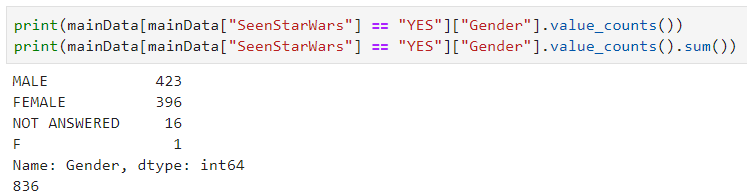 print(mainData[mainData["SeenStarWars"] == "YES"]["Gender"].value_counts())
print(mainData[mainData["SeenStarWars"] == "YES"]["Gender"].value_counts().sum())
MALE 423
FEMALE 396
NOT ANSWERED 16
F 1
Name: Gender, dtype: int64
836